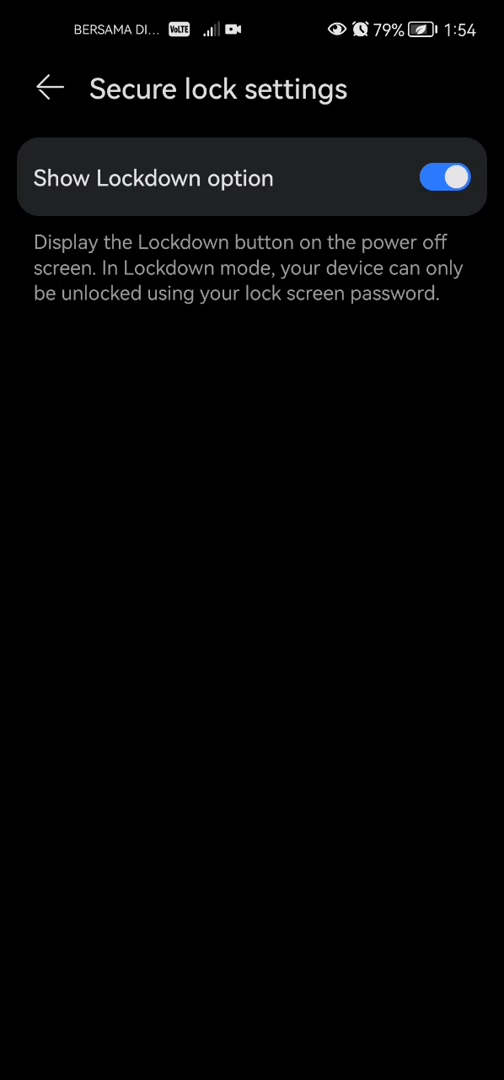 BERSAMA DI... VoLTE 79% 1:54
Secure lock settings
Show Lockdown option
Display the Lockdown button on the power off
screen. In Lockdown mode, your device can only
be unlocked using your lock screen password.